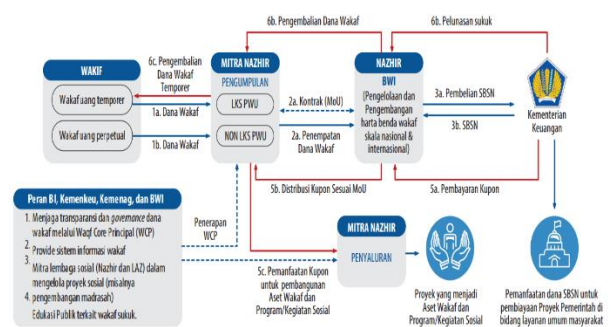 6b. Pengembalian Dana Wakaf
6b. Pelunasan sukuk
WAKIF
6c. Pengembalian
Dana Wakaf
Temporer
Wakaf uang temporer
1a. Dana Wakaf
Wakaf uang perpetual
1b. Dana Wakaf
MITRA NAZHIR
PENGUMPULAN
LKS PWU
NON LKS PWU
2a. Kontrak (MoU)
2a. Penempatan
Dana Wakaf
NAZHIR
BWI
(Pengelolaan dan
Pengembangan
harta benda wakaf
skala nasional &
internasional)
3a. Pembelian SBSN
3b. SBSN
Kementerian
Keuangan
5b. Distribusi Kupon Sesuai MoU
5a. Pembayaran Kupon
Peran BI, Kemenkeu, Kemenag, dan BWI
1. Menjaga transparasi dan governance dana
wakaf melalui Waqf Core Principal (WCP)
2. Provide sistem informasi wakaf
3. Mitra lembaga sosial (Nazhir dan LAZ) dalam
mengelola proyek sosial (misalnya
4. pengembangan madrasah)
Edukasi Publik terkait wakaf sukuk.
Penerapan
WCP
5c. Pemanfaatan Kupon
untuk pembangunan
Aset Wakaf dan
Program/Kegiatan Sosial
MITRA NAZHIR
PENYALURAN
Proyek yang menjadi
Aset Wakaf dan
Program/Kegiatan Sosial
Pemanfaatan dana SBSN untuk
pembiayaan Proyek Pemerintah di
bidang layanan umum masyarakat